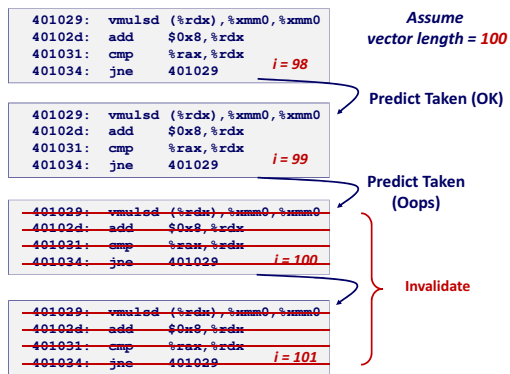 401029: vmulsd (%rdx),%xmm0,%xmm0
40102d: add $0x8,%rdx
401031: cmp %rax,%rdx
401034: jne 401029
i = 98
Assume
vector length = 100
Predict Taken (OK)
401029: vmulsd (%rdx),%xmm0,%xmm0
40102d: add $0x8,%rdx
401031: cmp %rax,%rdx
401034: jne 401029
i = 99
Predict Taken
(Oops)
401029: vmulsd (%rdx),%xmm0,%xmm0
40102d: add $0x8,%rdx
401031: cmp %rax,%rdx
401034: jne 401029
i = 100
Invalidate
401029: vmulsd (%rdx),%xmm0,%xmm0
40102d: add $0x8,%rdx
401031: cmp %rax,%rdx
401034: jne 401029
i = 101